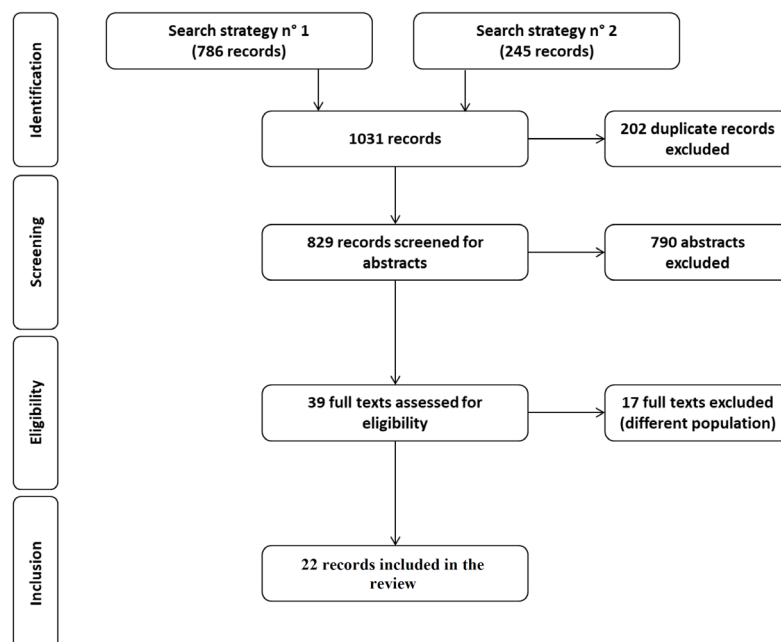 Identification
Search strategy n° 1
(786 records)
Search strategy n° 2
(245 records)
1031 records
202 duplicate records
excluded
Screening
829 records screened for
abstracts
790 abstracts
excluded
Eligibility
39 full texts assessed for
eligibility
17 full texts excluded
(different population)
Inclusion
22 records included in the
review